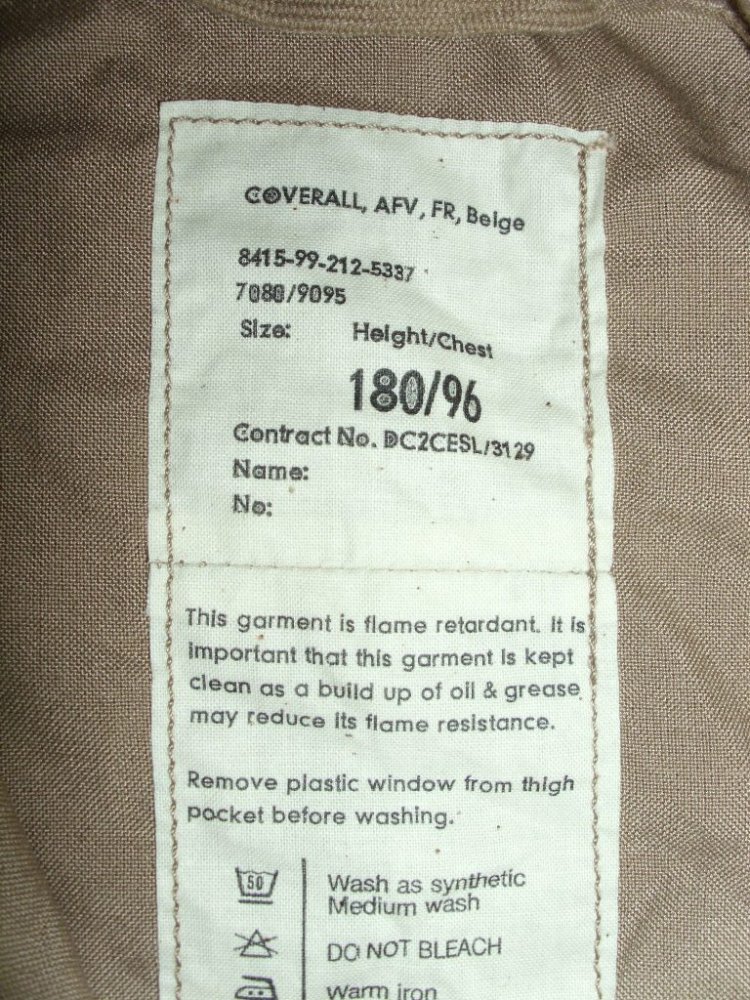 COVERALL, AFV, FR, Beige
8415-99-212-5337
7080/9095
Size: Height/Chest
180/96
Contract No. DC2CESL/3129
Name:
No:
This garment is flame retardant. It is
important that this garment is kept
clean as a build up of oil & grease
may reduce its flame resistance.
Remove plastic window from thigh
pocket before washing.
50 Wash as synthetic
Medium wash
DO NOT BLEACH
Warm iron